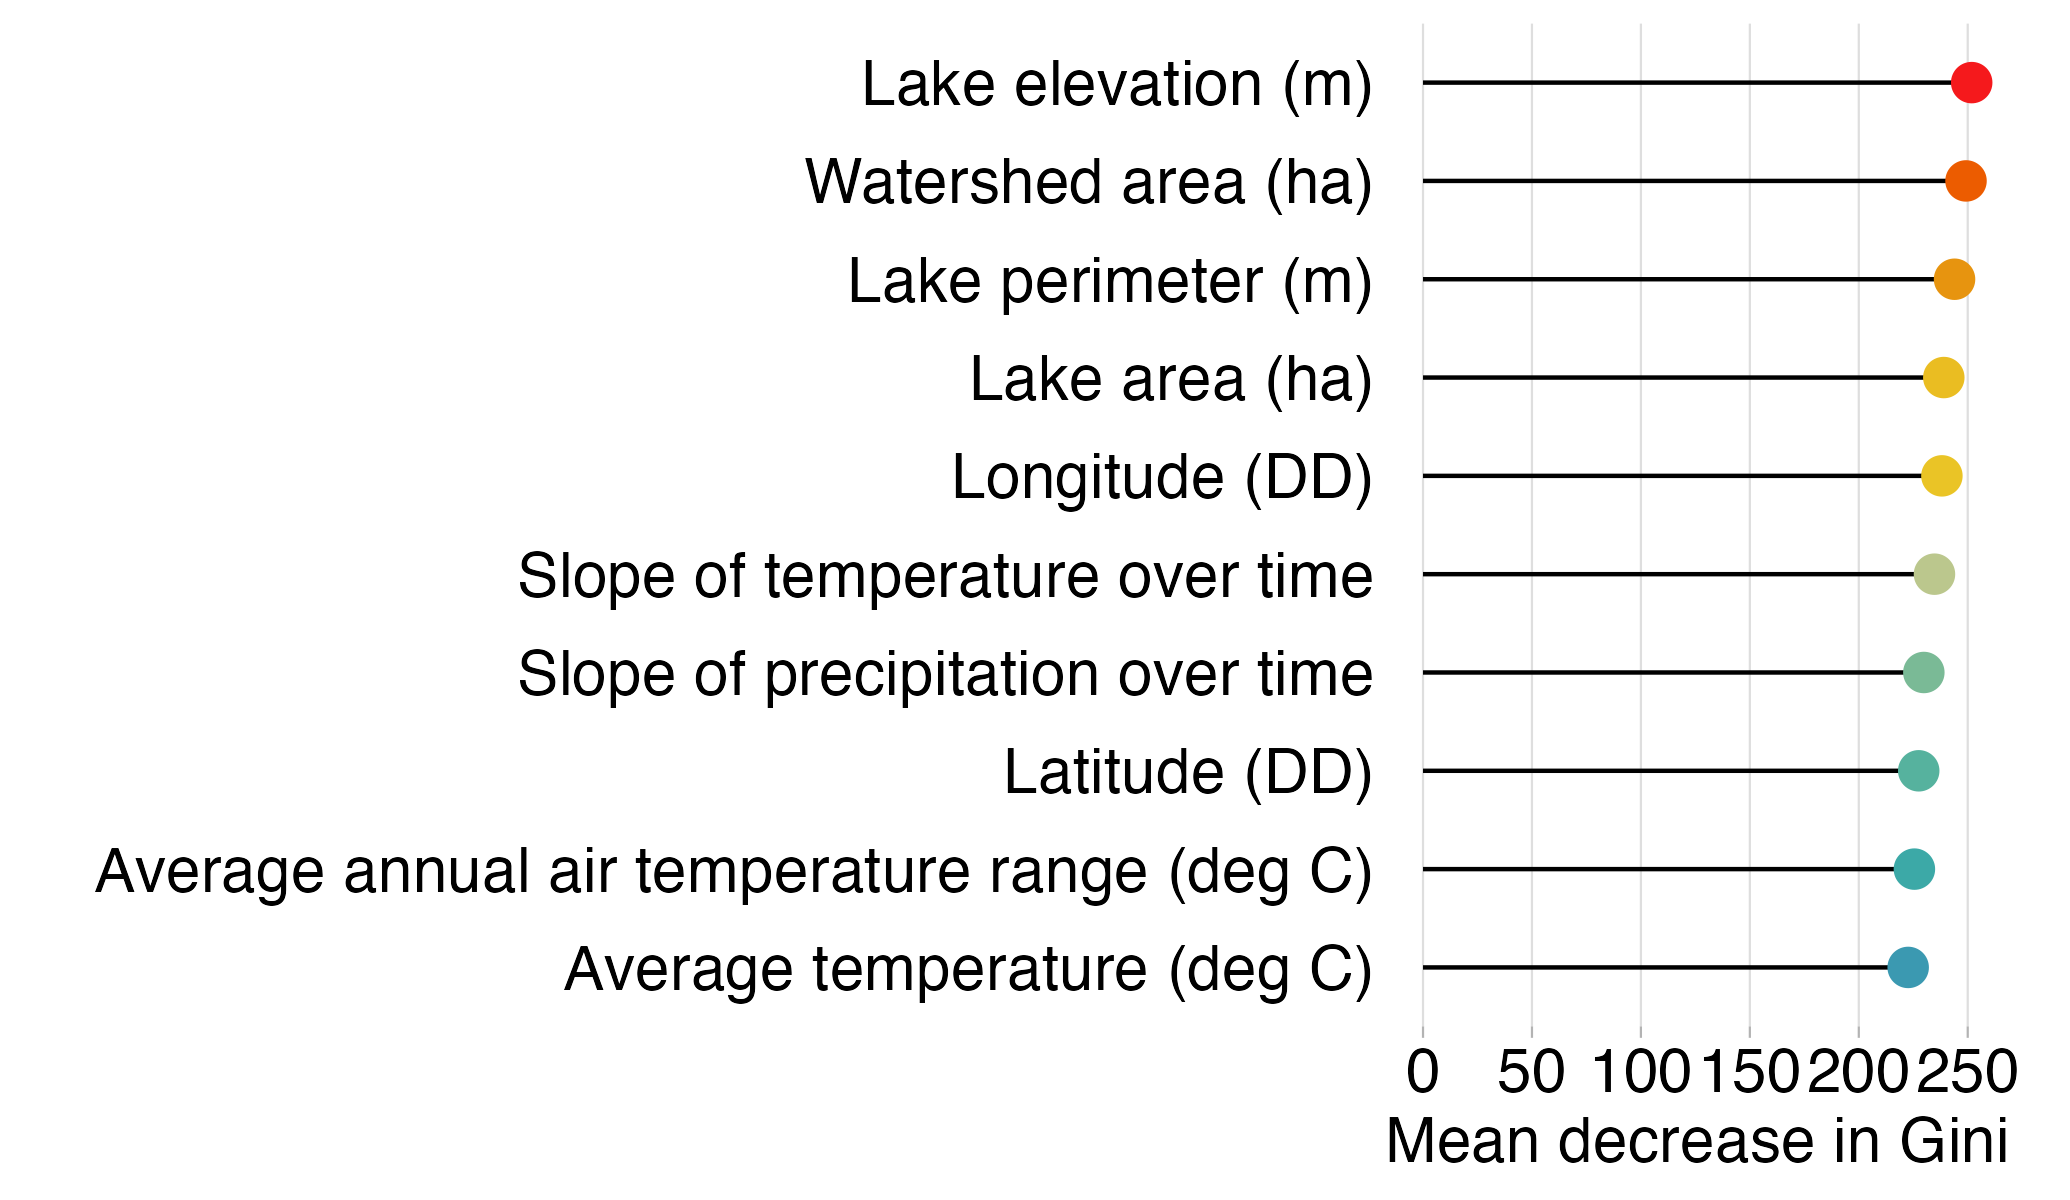 Lake elevation (m)
Watershed area (ha)
Lake perimeter (m)
Lake area (ha)
Longitude (DD)
Slope of temperature over time
Slope of precipitation over time
Latitude (DD)
Average annual air temperature range (deg C)
Average temperature (deg C)
0 50 100 150 200 250
Mean decrease in Gini